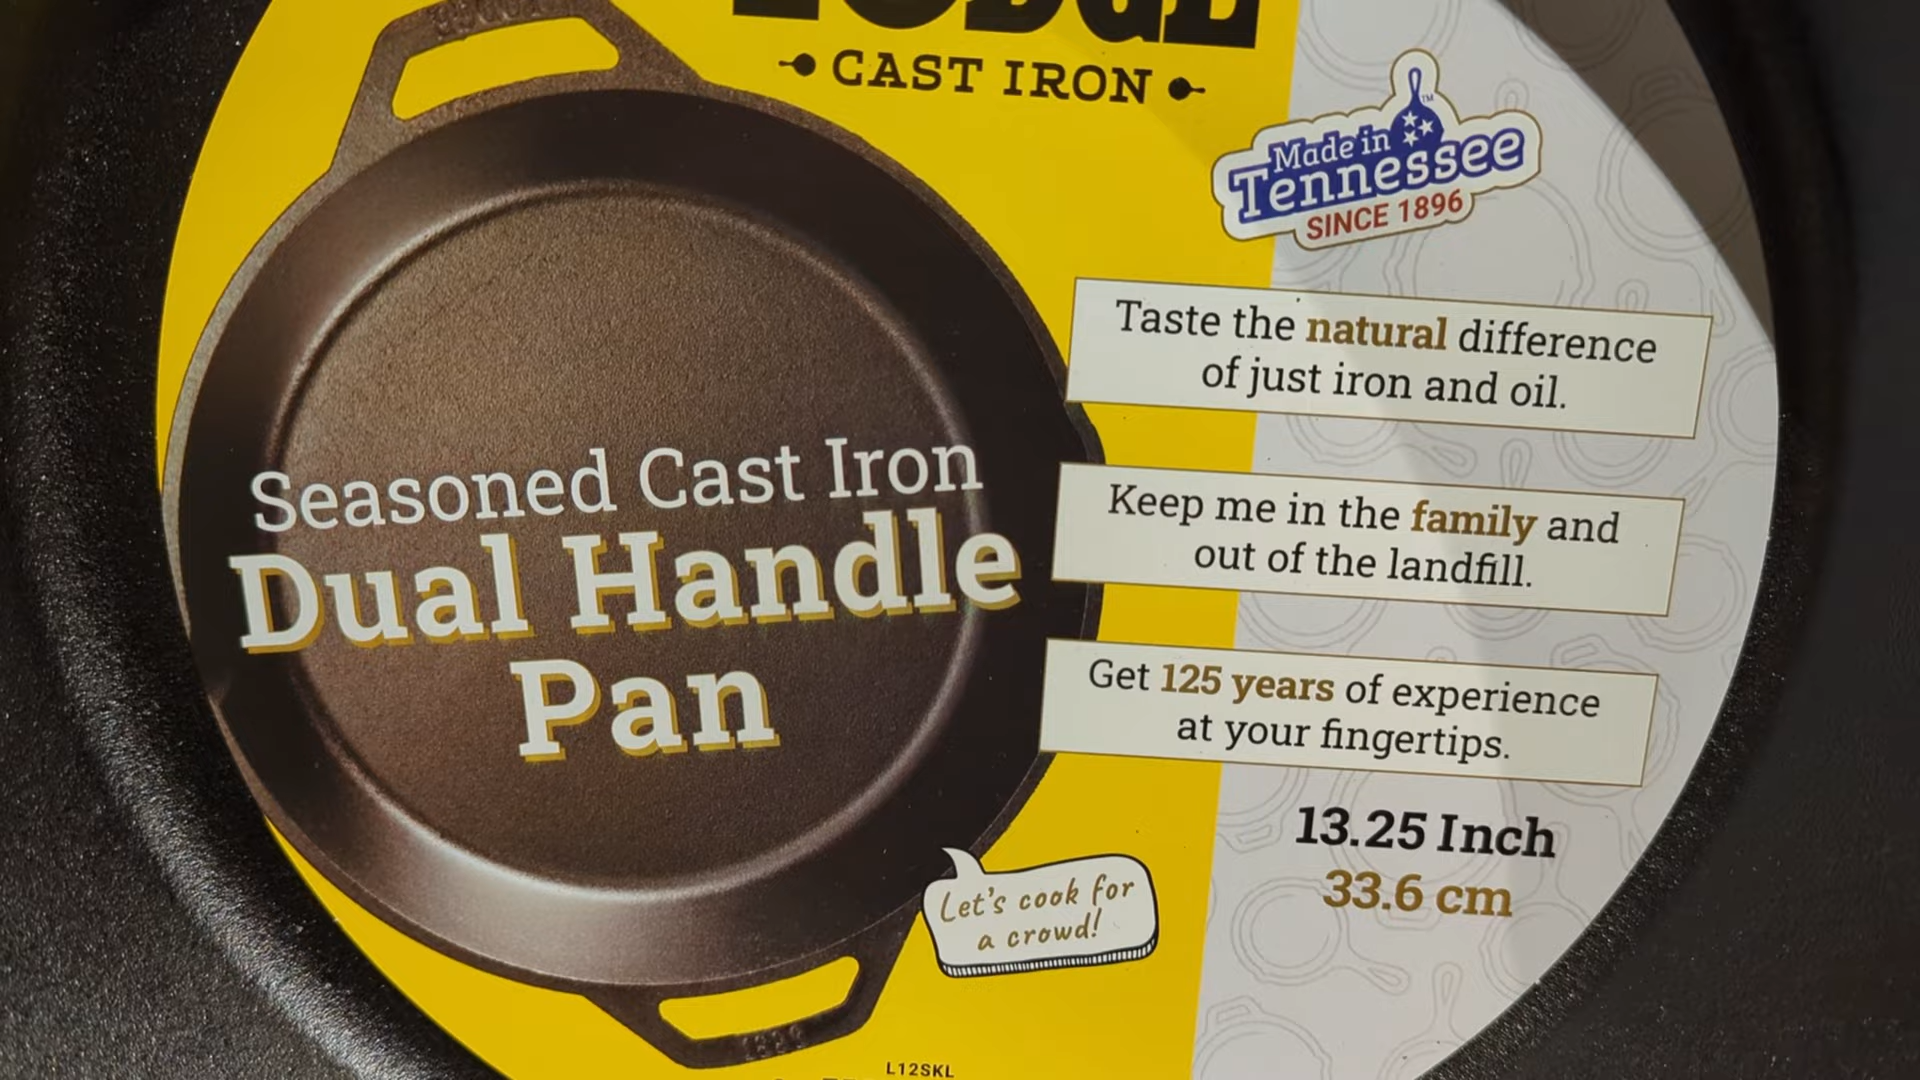 LODGE
CAST IRON
Made in
Tennessee
TM
SINCE 1896
Taste the natural difference
of just iron and oil.
Keep me in the family and
out of the landfill.
Get 125 years of experience
at your fingertips.
Seasoned Cast Iron
Dual Handle
Pan
13.25 Inch
33.6 cm
Let's cook for
a crowd!
L12SKL